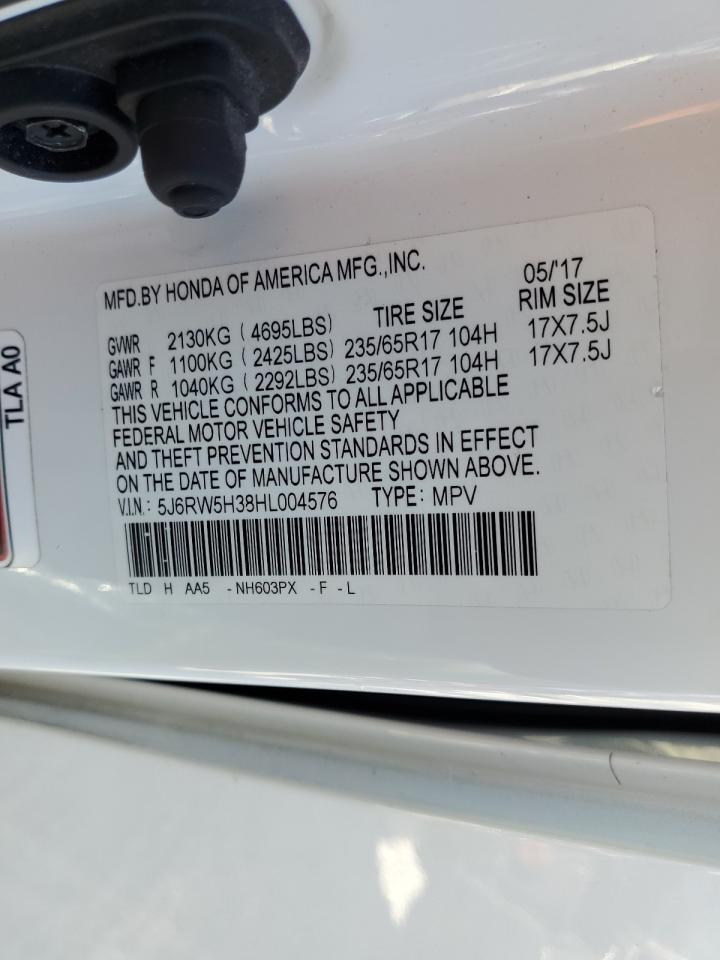 MFD.BY HONDA OF AMERICA MFG.,INC. 05/'17
TIRE SIZE RIM SIZE
GVWR 2130KG ( 4695LBS)
GAWR F 1100KG ( 2425LBS) 235/65R17 104H 17X7.5J
GAWR R 1040KG ( 2292LBS) 235/65R17 104H 17X7.5J
THIS VEHICLE CONFORMS TO ALL APPLICABLE
FEDERAL MOTOR VEHICLE SAFETY
AND THEFT PREVENTION STANDARDS IN EFFECT
ON THE DATE OF MANUFACTURE SHOWN ABOVE.
V.I.N.: 5J6RW5H38HL004576 TYPE: MPV
TLD H AA5 -NH603PX -F -L
TLA A0